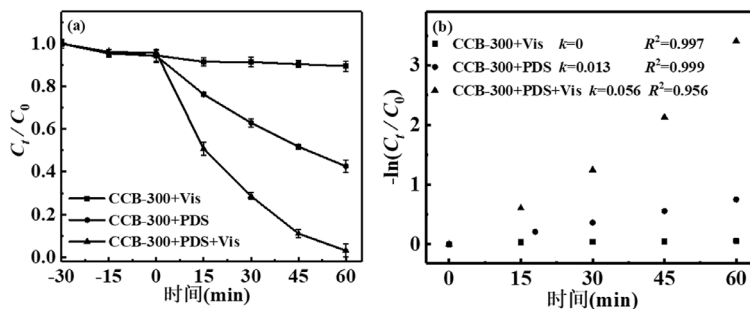 (a)
1.0
0.8
0.6
0.4
0.2
0.0
Ct / C0
CCB-300+Vis
CCB-300+PDS
CCB-300+PDS+Vis
-30 -15 0 15 30 45 60
时间(min)
(b)
3
2
1
0
-ln(Ct / C0)
CCB-300+Vis k=0 R²=0.997
CCB-300+PDS k=0.013 R²=0.999
CCB-300+PDS+Vis k=0.056 R²=0.956
0 15 30 45 60
时间(min)